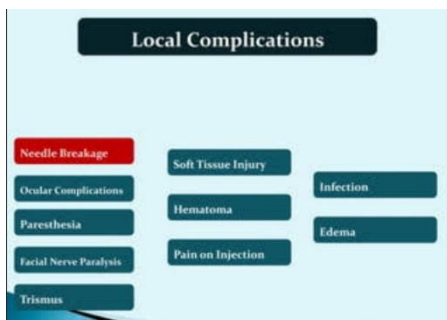 Local Complications
Needle Breakage
Ocular Complications
Paresthesia
Facial Nerve Paralysis
Trismus
Soft Tissue Injury
Hematoma
Pain on Injection
Infection
Edema